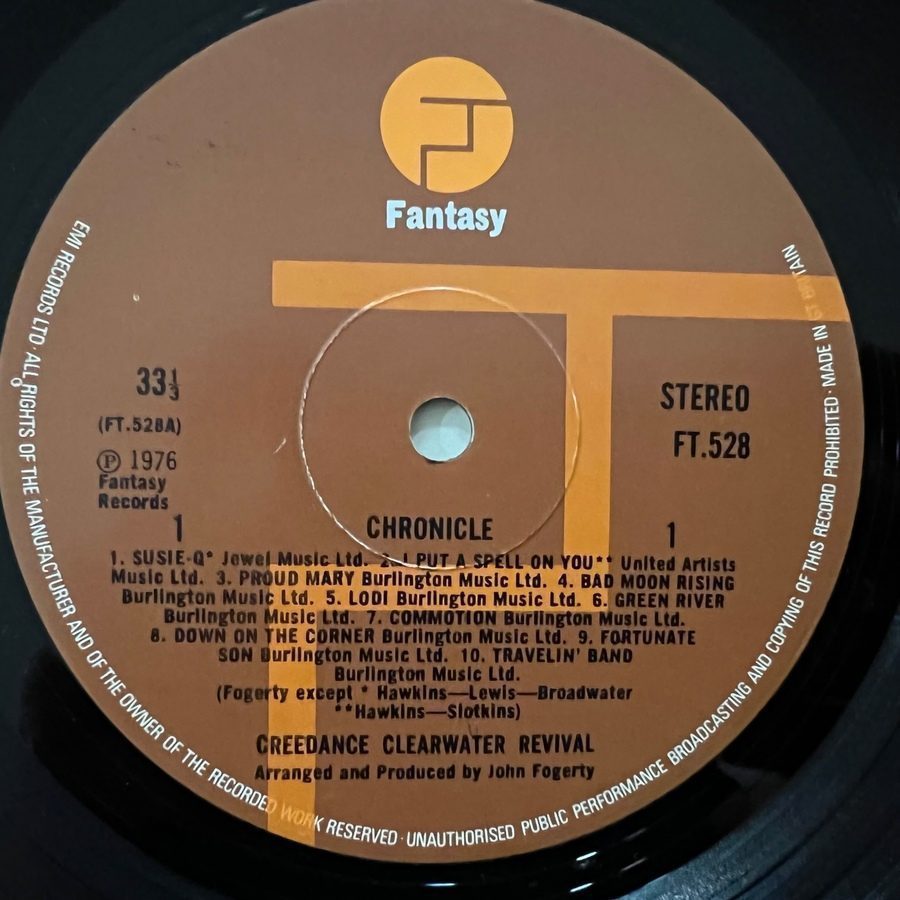 Fantasy
33⅓
(FT.528A)
Ⓟ 1976
Fantasy
Records
STEREO
FT.528
1 CHRONICLE 1
1. SUSIE-Q* Jewel Music Ltd. 2. I PUT A SPELL ON YOU** United Artists
Music Ltd. 3. PROUD MARY Burlington Music Ltd. 4. BAD MOON RISING
Burlington Music Ltd. 5. LODI Burlington Music Ltd. 6. GREEN RIVER
Burlington Music Ltd. 7. COMMOTION Burlington Music Ltd.
8. DOWN ON THE CORNER Burlington Music Ltd. 9. FORTUNATE
SON Burlington Music Ltd. 10. TRAVELIN' BAND
Burlington Music Ltd.
(Fogerty except * Hawkins—Lewis—Broadwater
**Hawkins—Slotkins)
CREEDANCE CLEARWATER REVIVAL
Arranged and Produced by John Fogerty
EMI RECORDS LTD · ALL RIGHTS OF THE MANUFACTURER AND OF THE OWNER OF THE RECORDED WORK RESERVED · UNAUTHORISED PUBLIC PERFORMANCE BROADCASTING AND COPYING OF THIS RECORD PROHIBITED · MADE IN GT BRITAIN